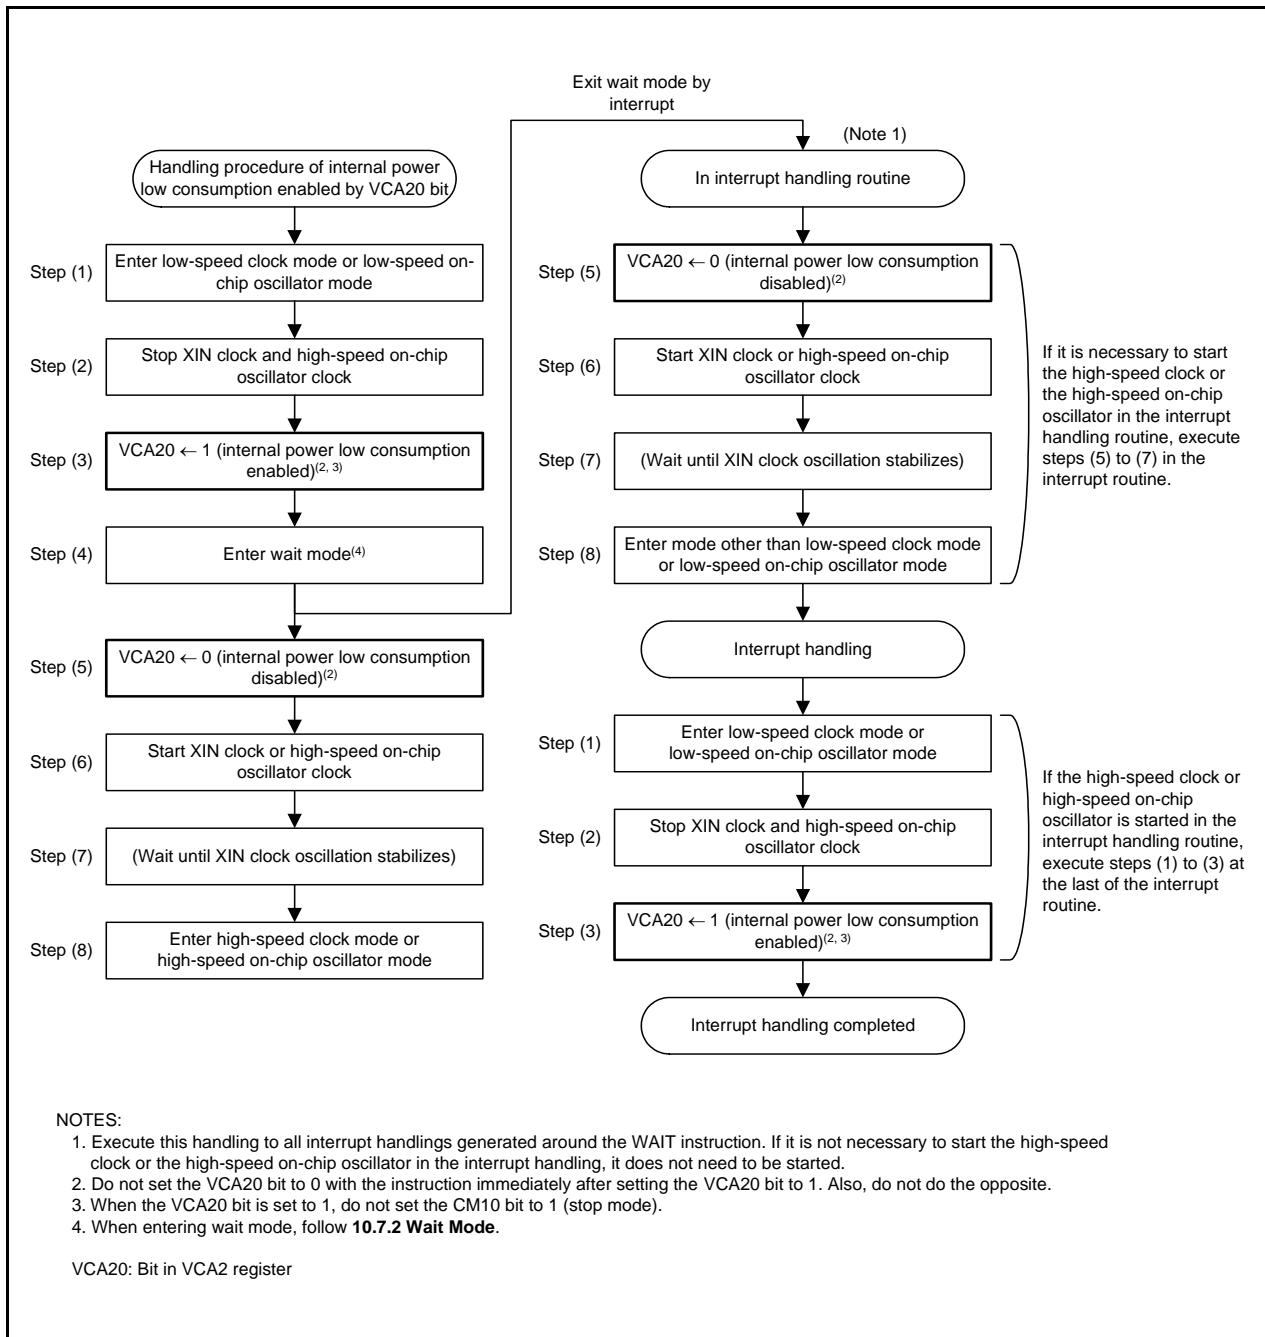 Exit wait mode by
interrupt
(Note 1)
Handling procedure of internal power
low consumption enabled by VCA20 bit
Step (1)
Enter low-speed clock mode or low-speed on-
chip oscillator mode
Step (2)
Stop XIN clock and high-speed on-chip
oscillator clock
Step (3)
VCA20 ← 1 (internal power low consumption
enabled)(2, 3)
Step (4)
Enter wait mode(4)
Step (5)
VCA20 ← 0 (internal power low consumption
disabled)(2)
Step (6)
Start XIN clock or high-speed on-chip
oscillator clock
Step (7)
(Wait until XIN clock oscillation stabilizes)
Step (8)
Enter high-speed clock mode or
high-speed on-chip oscillator mode
In interrupt handling routine
Step (5)
VCA20 ← 0 (internal power low consumption
disabled)(2)
Step (6)
Start XIN clock or high-speed on-chip
oscillator clock
Step (7)
(Wait until XIN clock oscillation stabilizes)
Step (8)
Enter mode other than low-speed clock mode
or low-speed on-chip oscillator mode
If it is necessary to start
the high-speed clock or
the high-speed on-chip
oscillator in the interrupt
handling routine, execute
steps (5) to (7) in the
interrupt routine.
Interrupt handling
Step (1)
Enter low-speed clock mode or
low-speed on-chip oscillator mode
Step (2)
Stop XIN clock and high-speed on-chip
oscillator clock
Step (3)
VCA20 ← 1 (internal power low consumption
enabled)(2, 3)
If the high-speed clock or
high-speed on-chip
oscillator is started in the
interrupt handling routine,
execute steps (1) to (3) at
the last of the interrupt
routine.
Interrupt handling completed
NOTES:
1. Execute this handling to all interrupt handlings generated around the WAIT instruction. If it is not necessary to start the high-speed
clock or the high-speed on-chip oscillator in the interrupt handling, it does not need to be started.
2. Do not set the VCA20 bit to 0 with the instruction immediately after setting the VCA20 bit to 1. Also, do not do the opposite.
3. When the VCA20 bit is set to 1, do not set the CM10 bit to 1 (stop mode).
4. When entering wait mode, follow 10.7.2 Wait Mode.
VCA20: Bit in VCA2 register